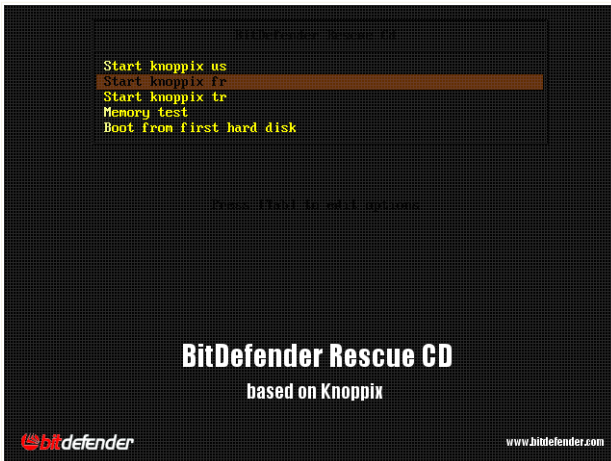 BitDefender Rescue CD
Start knoppix us
Start knoppix fr
Start knoppix tr
Memory test
Boot from first hard disk
Press [Tab] to edit options
BitDefender Rescue CD
based on Knoppix
bitdefender
www.bitdefender.com